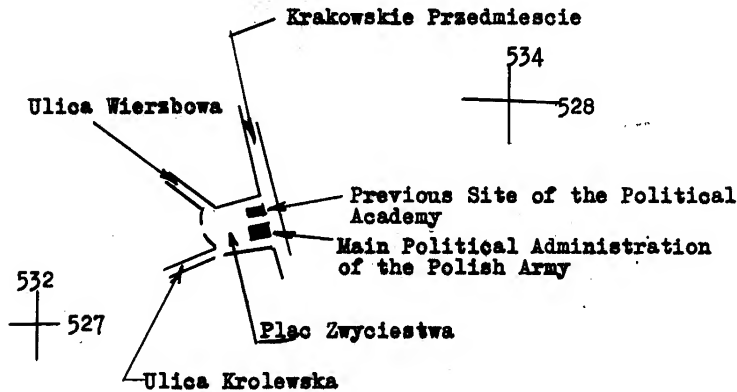 Krakowskie Przedmiescie
534
528
Ulica Wierzbowa
Previous Site of the Political
Academy
Main Political Administration
of the Polish Army
532
527
Plac Zwyciestwa
Ulica Krolewska